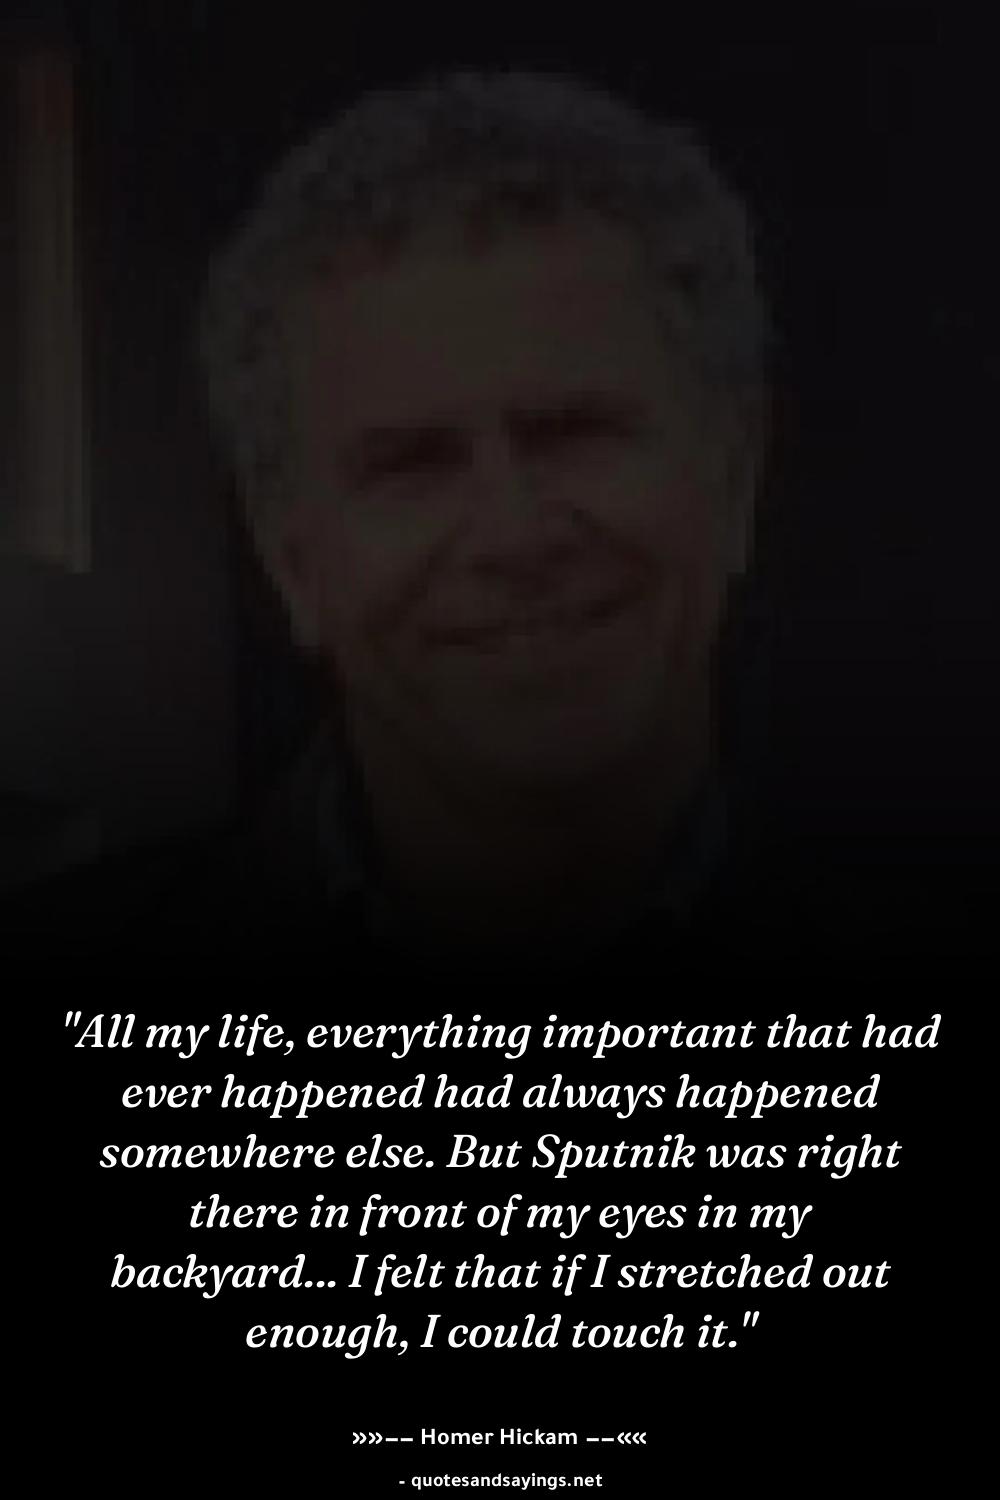 "All my life, everything important that had
ever happened had always happened
somewhere else. But Sputnik was right
there in front of my eyes in my
backyard... I felt that if I stretched out
enough, I could touch it."
»»−− Homer Hickam −−««
- quotesandsayings.net